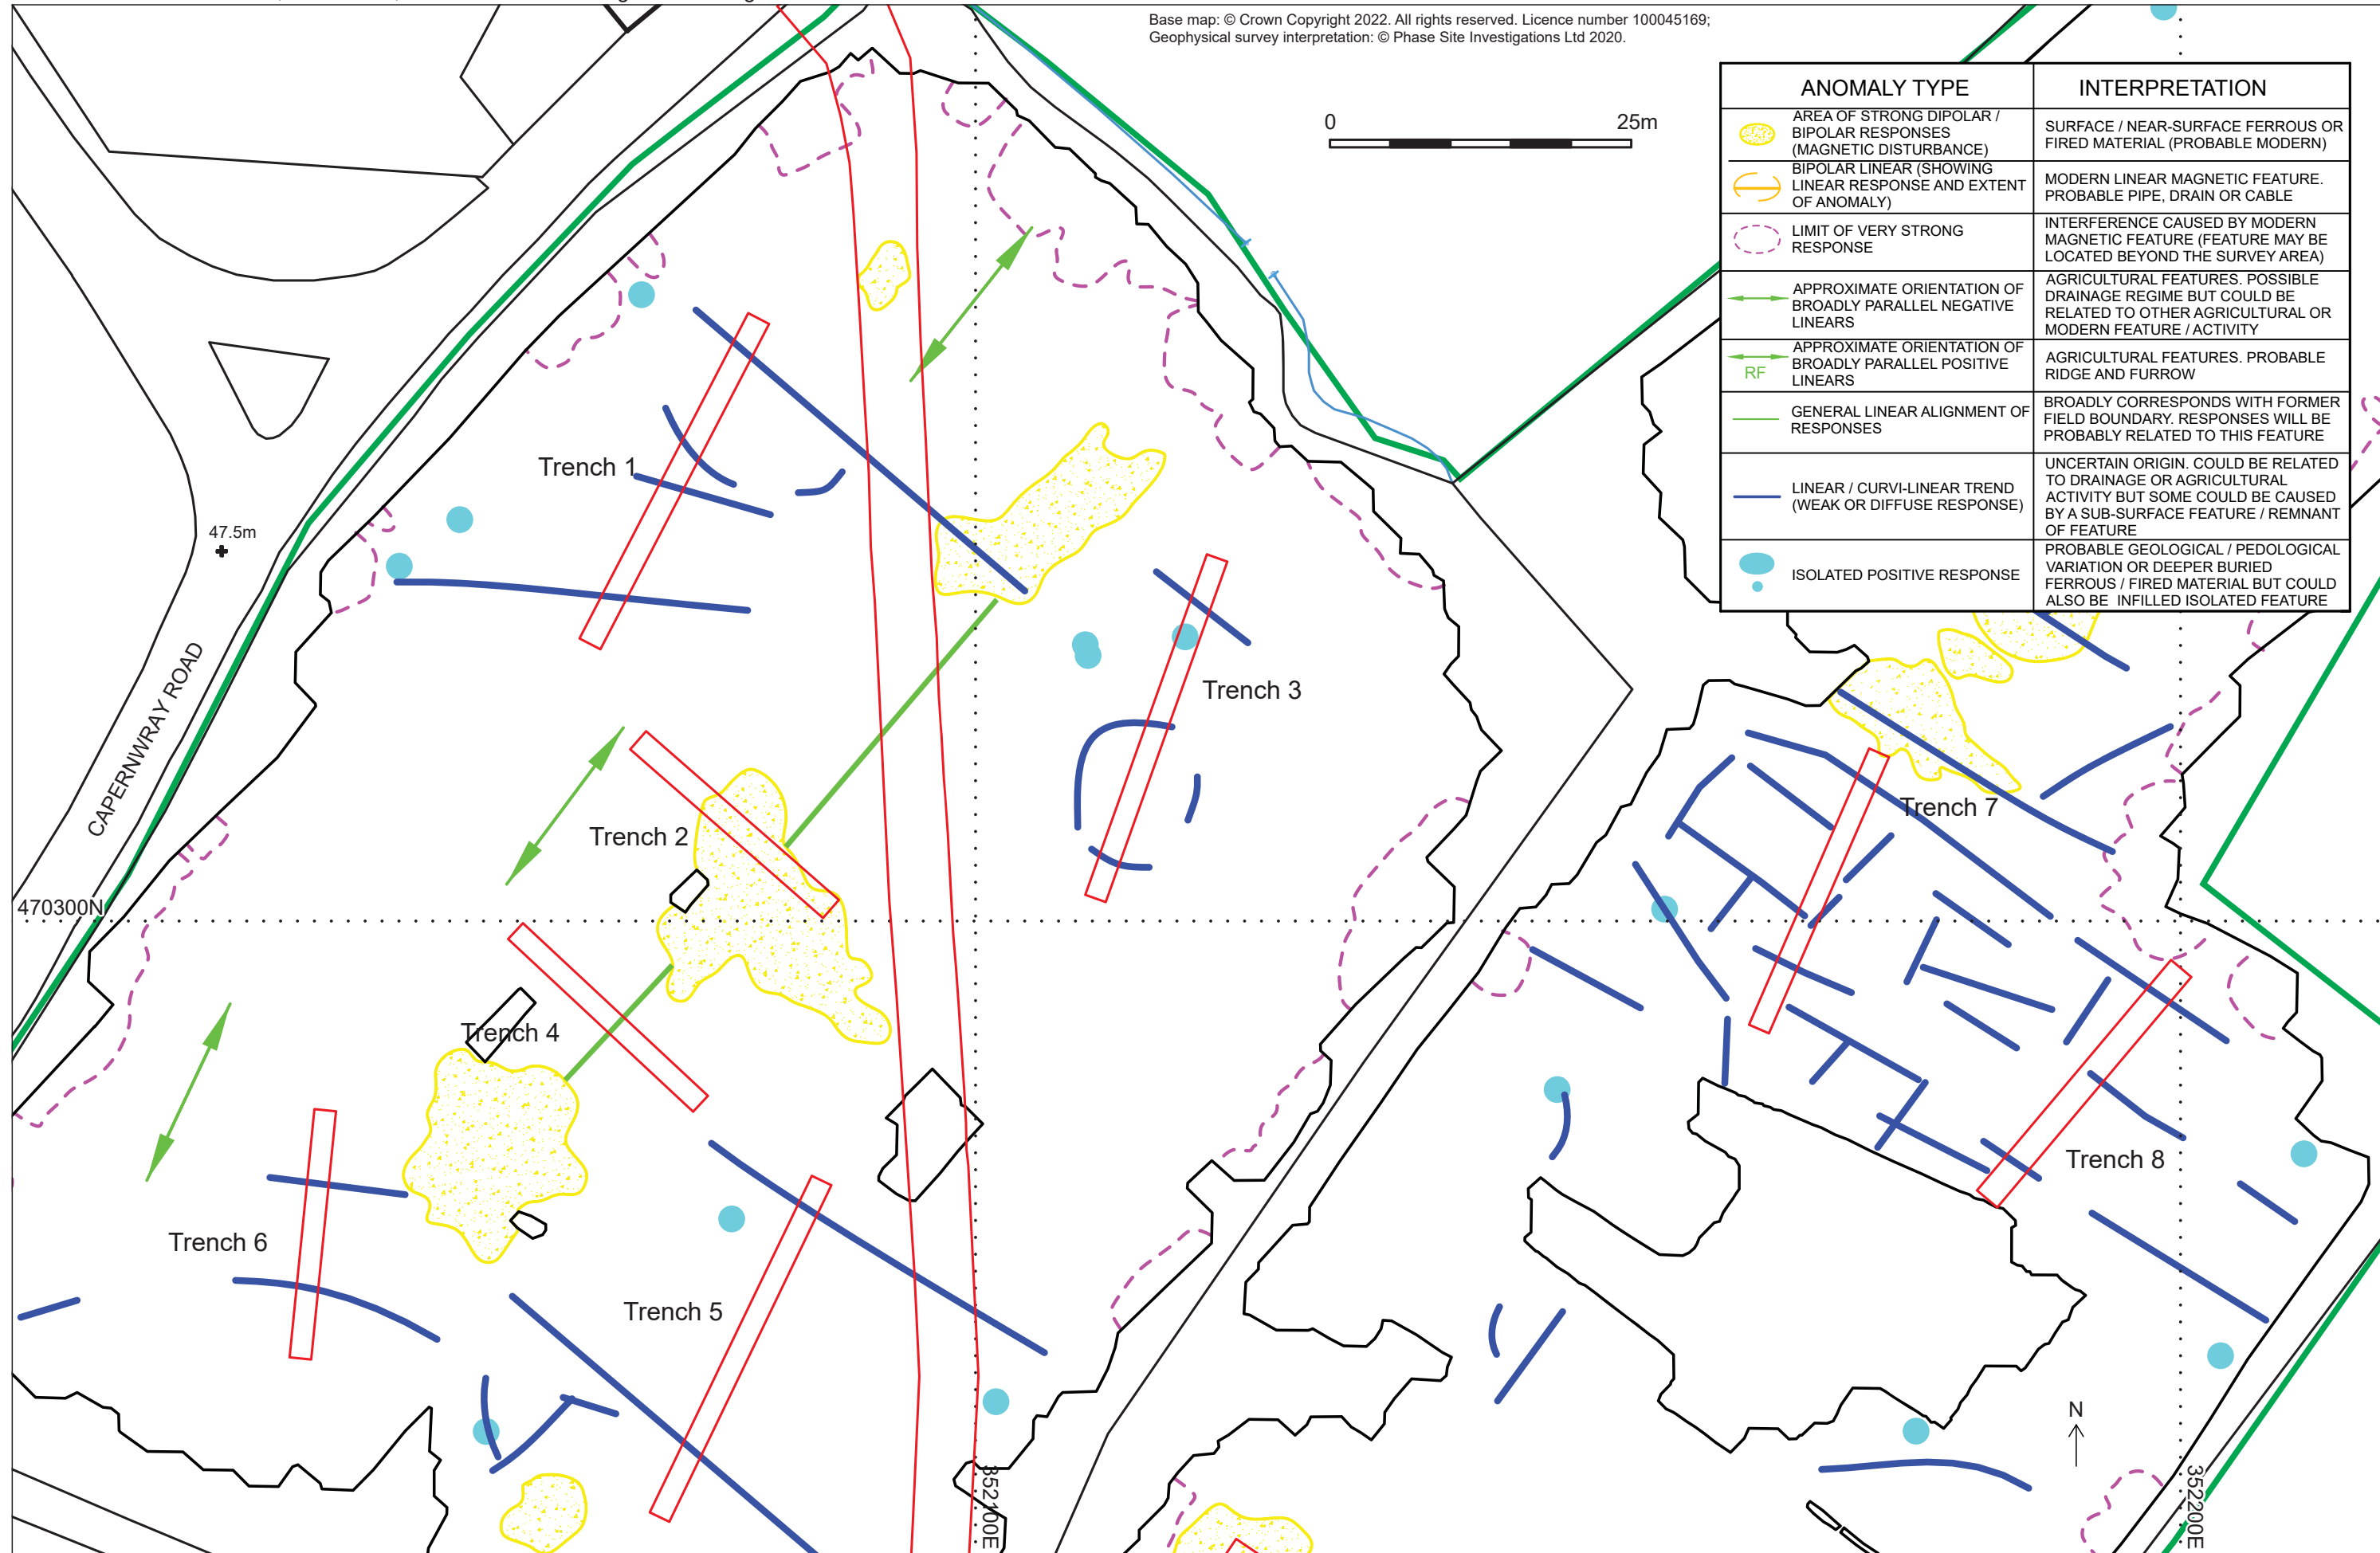 Base map: © Crown Copyright 2022. All rights reserved. Licence number 100045169;
Geophysical survey interpretation: © Phase Site Investigations Ltd 2020.
0 25m
ANOMALY TYPE
INTERPRETATION
AREA OF STRONG DIPOLAR /
BIPOLAR RESPONSES
(MAGNETIC DISTURBANCE)
SURFACE / NEAR-SURFACE FERROUS OR
FIRED MATERIAL (PROBABLE MODERN)
BIPOLAR LINEAR (SHOWING
LINEAR RESPONSE AND EXTENT
OF ANOMALY)
MODERN LINEAR MAGNETIC FEATURE.
PROBABLE PIPE, DRAIN OR CABLE
LIMIT OF VERY STRONG
RESPONSE
INTERFERENCE CAUSED BY MODERN
MAGNETIC FEATURE (FEATURE MAY BE
LOCATED BEYOND THE SURVEY AREA)
APPROXIMATE ORIENTATION OF
BROADLY PARALLEL NEGATIVE
LINEARS
AGRICULTURAL FEATURES. POSSIBLE
DRAINAGE REGIME BUT COULD BE
RELATED TO OTHER AGRICULTURAL OR
MODERN FEATURE / ACTIVITY
RF
APPROXIMATE ORIENTATION OF
BROADLY PARALLEL POSITIVE
LINEARS
AGRICULTURAL FEATURES. PROBABLE
RIDGE AND FURROW
GENERAL LINEAR ALIGNMENT OF
RESPONSES
BROADLY CORRESPONDS WITH FORMER
FIELD BOUNDARY. RESPONSES WILL BE
PROBABLY RELATED TO THIS FEATURE
LINEAR / CURVI-LINEAR TREND
(WEAK OR DIFFUSE RESPONSE)
UNCERTAIN ORIGIN. COULD BE RELATED
TO DRAINAGE OR AGRICULTURAL
ACTIVITY BUT SOME COULD BE CAUSED
BY A SUB-SURFACE FEATURE / REMNANT
OF FEATURE
ISOLATED POSITIVE RESPONSE
PROBABLE GEOLOGICAL / PEDOLOGICAL
VARIATION OR DEEPER BURIED
FERROUS / FIRED MATERIAL BUT COULD
ALSO BE INFILLED ISOLATED FEATURE
Trench 1
47.5m
CAPERNWRAY ROAD
Trench 3
Trench 2
Trench 7
470300N
Trench 4
Trench 8
Trench 6
Trench 5
N
352100E
352200E